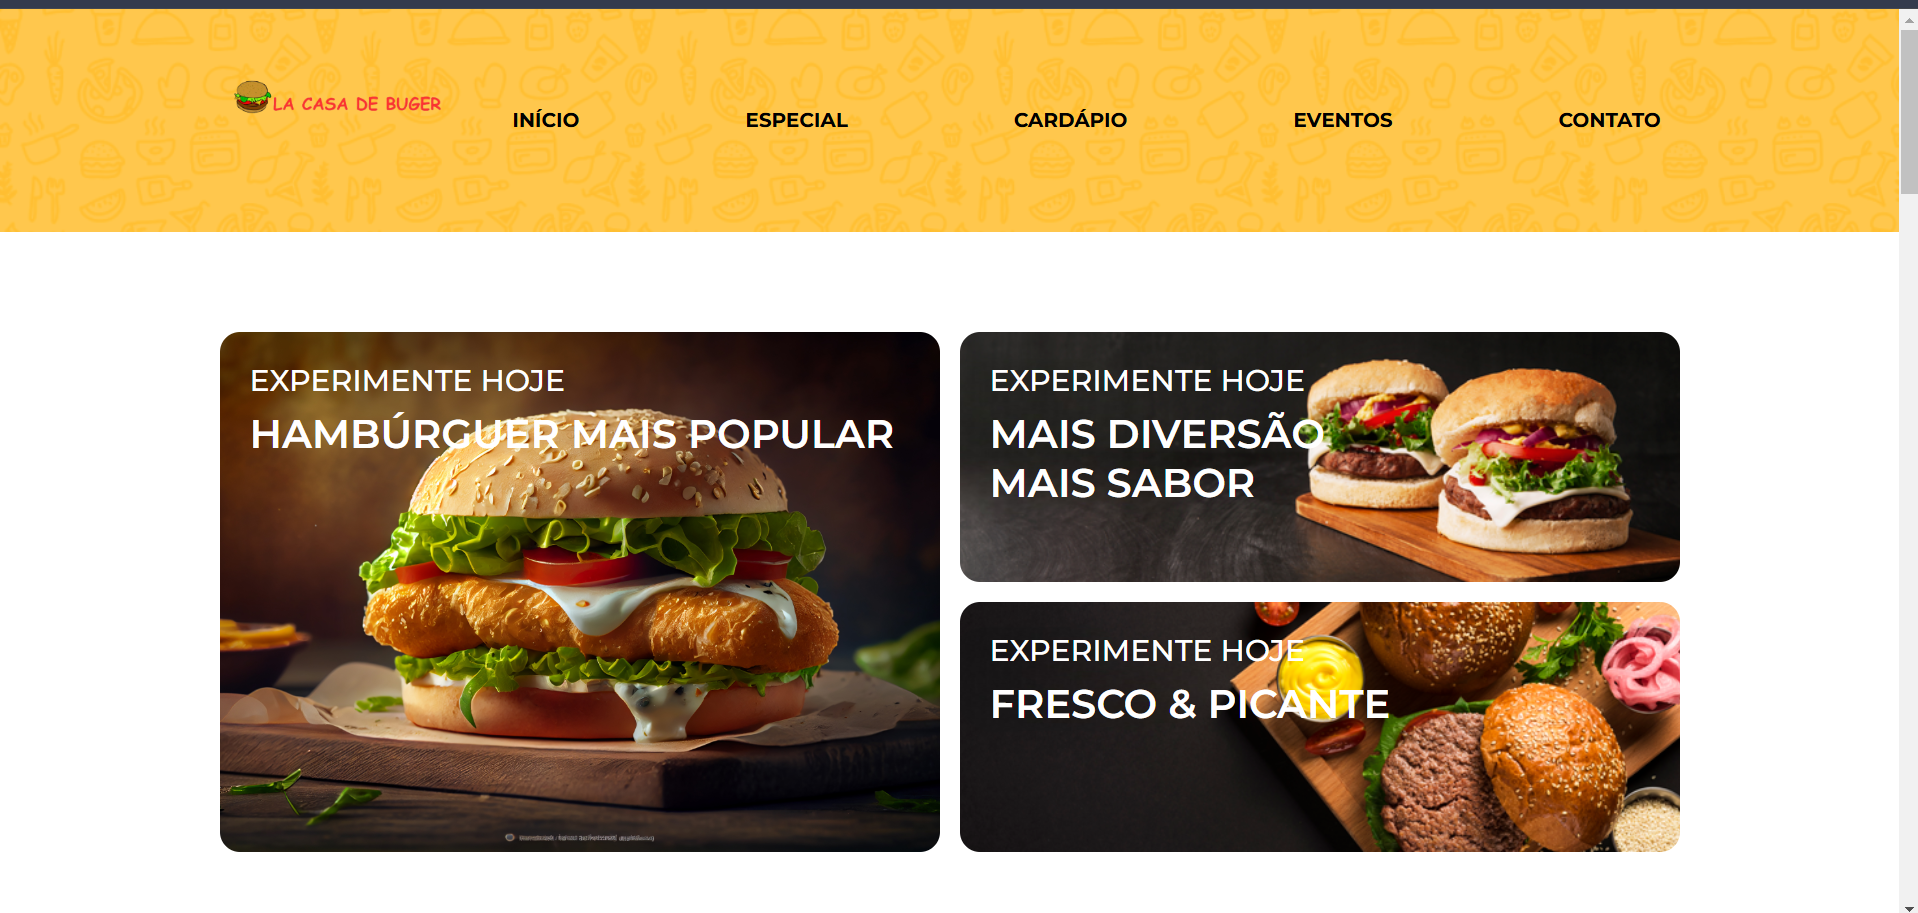 LA CASA DE BUGER
INÍCIO
ESPECIAL
CARDÁPIO
EVENTOS
CONTATO
EXPERIMENTE HOJE
HAMBÚRGUER MAIS POPULAR
EXPERIMENTE HOJE
MAIS DIVERSÃO
MAIS SABOR
EXPERIMENTE HOJE
FRESCO & PICANTE